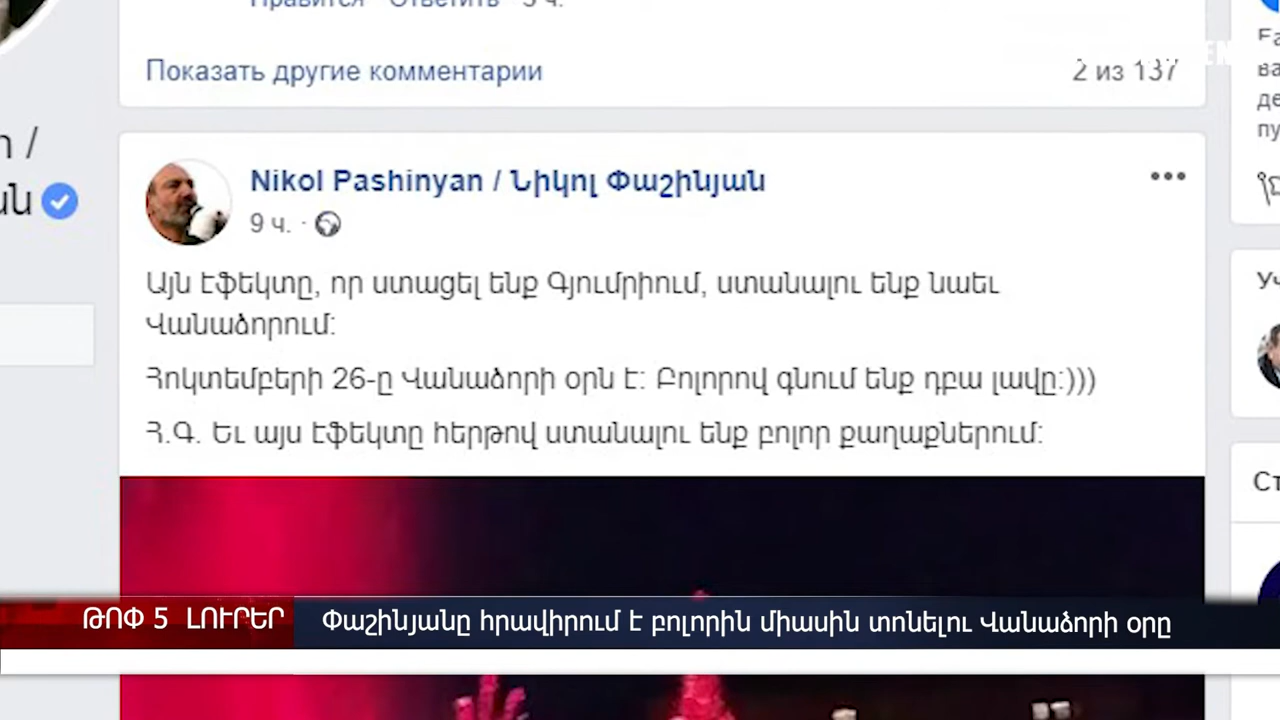 Нравится Ответить 3 ч.
Показать другие комментарии
2 из 137
Nikol Pashinyan / Նիկոլ Փաշինյան
9 ч.
Այն էֆեկտը, որ ստացել ենք Գյումրիում, ստանալու ենք նաեւ
Վանաձորում:
Հոկտեմբերի 26-ը Վանաձորի օրն է: Բոլորով գնում ենք դբա լավը:)))
Հ.Գ. Եւ այս էֆեկտը հերթով ստանալու ենք բոլոր քաղաքներում:
ԹՈՓ 5 ԼՈՒՐԵՐ
Փաշինյանը հրավիրում է բոլորին միասին տոնելու Վանաձորի օրը